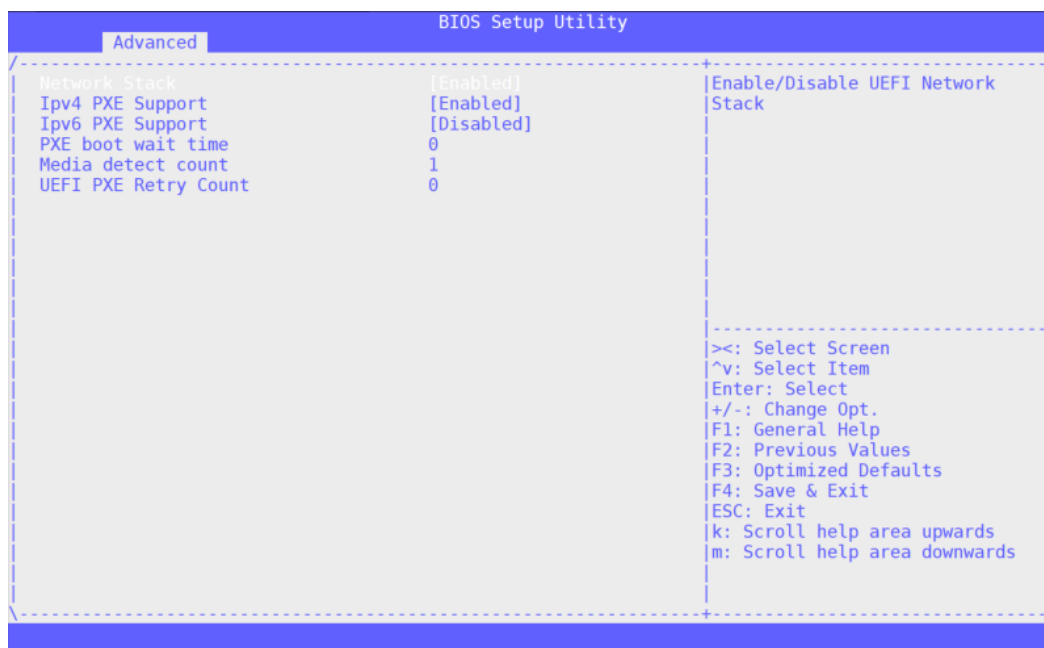 BIOS Setup Utility
Advanced
Network Stack [Enabled]
Ipv4 PXE Support [Enabled]
Ipv6 PXE Support [Disabled]
PXE boot wait time 0
Media detect count 1
UEFI PXE Retry Count 0
Enable/Disable UEFI Network
Stack
><: Select Screen
^v: Select Item
Enter: Select
+/-: Change Opt.
F1: General Help
F2: Previous Values
F3: Optimized Defaults
F4: Save & Exit
ESC: Exit
k: Scroll help area upwards
m: Scroll help area downwards